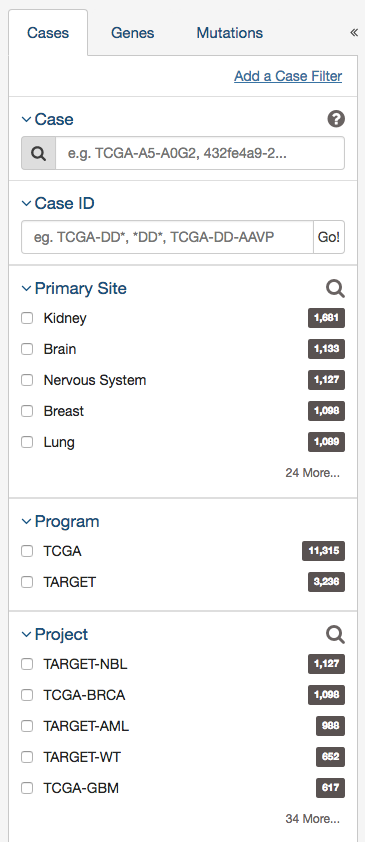 Cases Genes Mutations «
Add a Case Filter
Case ?
e.g. TCGA-A5-A0G2, 432fe4a9-2...
Case ID
eg. TCGA-DD*, *DD*, TCGA-DD-AAVP Go!
Primary Site
Kidney 1,681
Brain 1,133
Nervous System 1,127
Breast 1,098
Lung 1,089
24 More...
Program
TCGA 11,315
TARGET 3,236
Project
TARGET-NBL 1,127
TCGA-BRCA 1,098
TARGET-AML 988
TARGET-WT 652
TCGA-GBM 617
34 More...